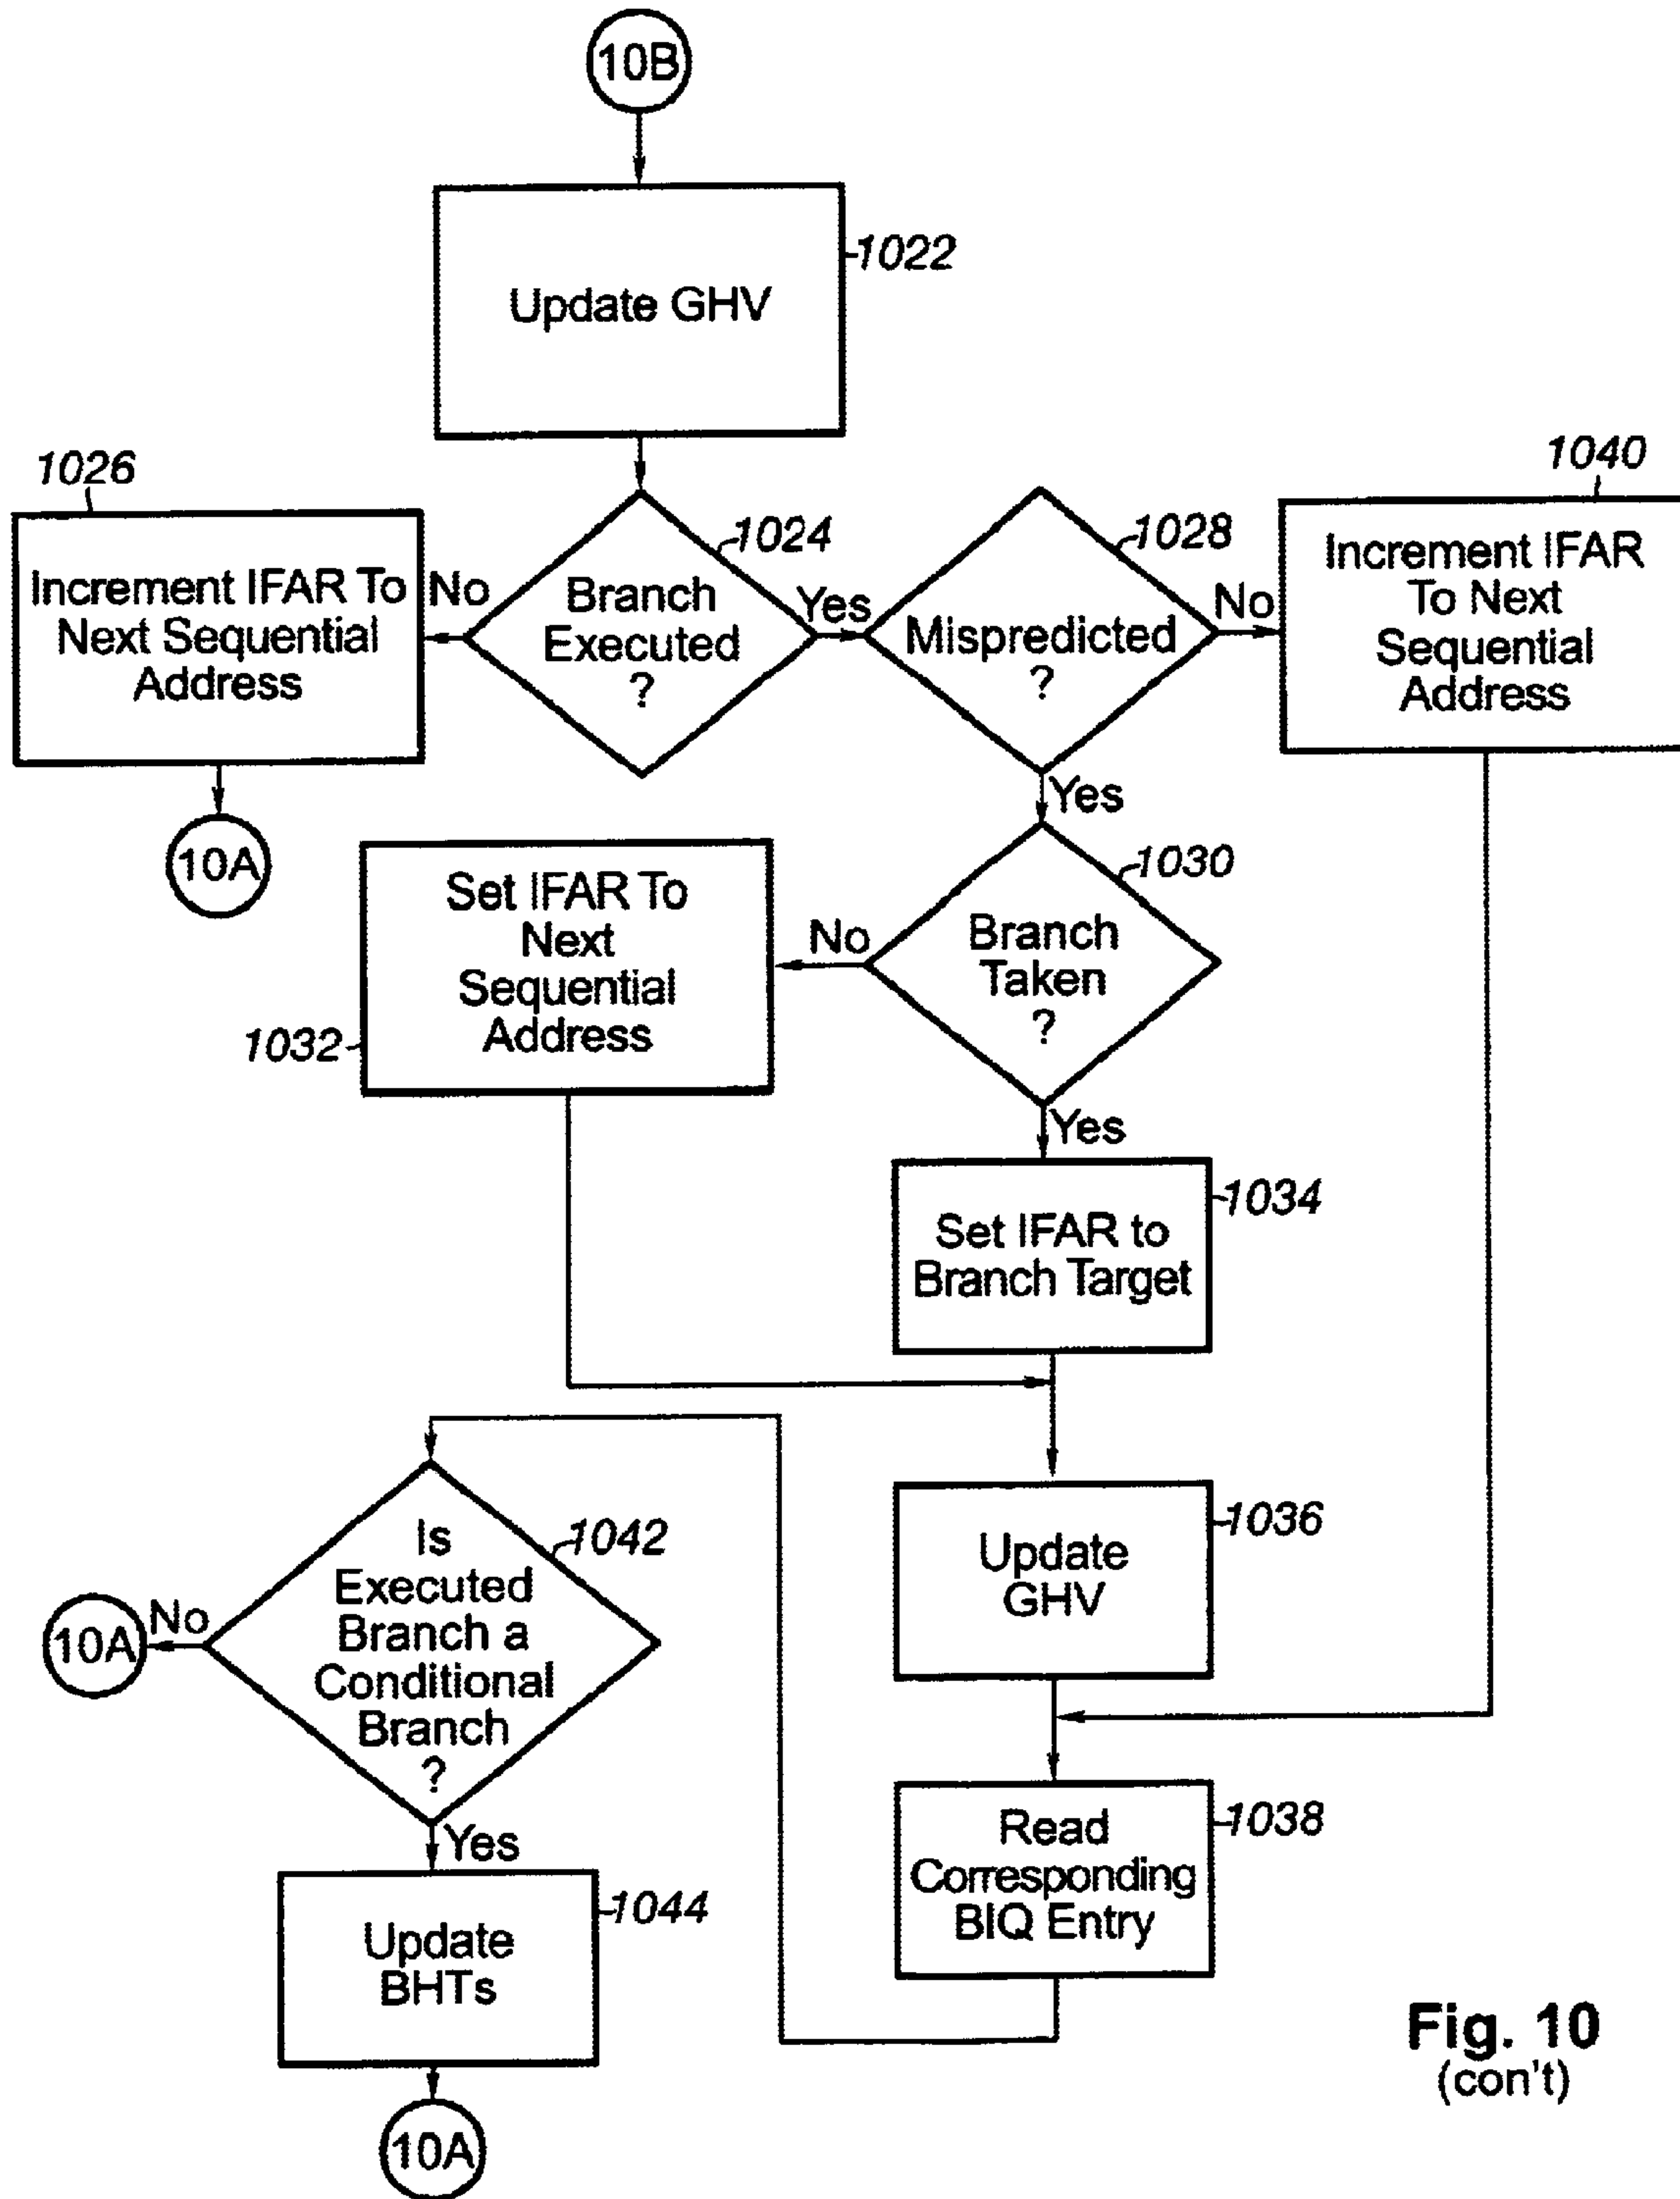 10B
Update GHV
1022
1026
Increment IFAR To
Next Sequential
Address
No
Branch
Executed
?
1024
Yes
Mispredicted
?
1028
No
1040
Increment IFAR
To Next
Sequential
Address
10A
Yes
Set IFAR To
Next
Sequential
Address
1032
No
Branch
Taken
?
1030
Yes
Set IFAR to
Branch Target
1034
Update
GHV
1036
Read
Corresponding
BIQ Entry
1038
Is
Executed
Branch a
Conditional
Branch
?
1042
No
10A
Yes
Update
BHTs
1044
10A
Fig. 10
(con't)